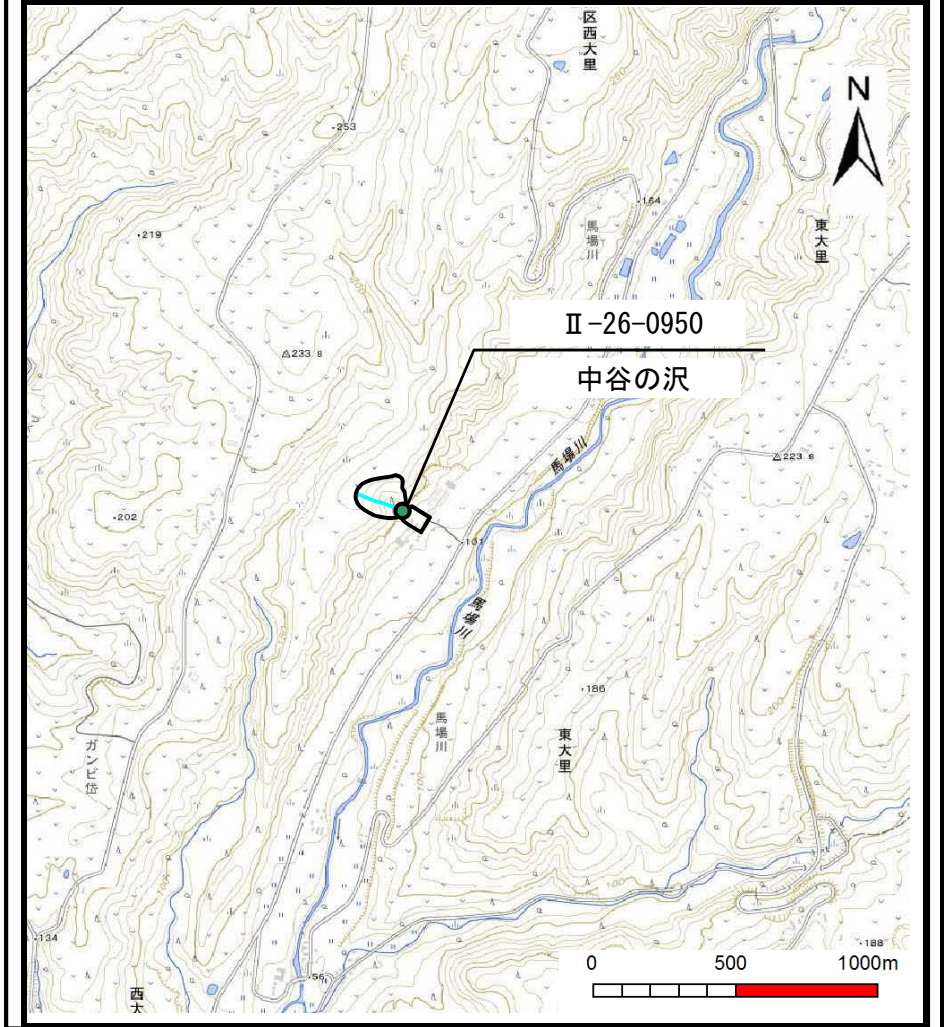 区西大里
N
・253
・164
馬場川
東大里
・219
Ⅱ-26-0950
△233.8
中谷の沢
馬場川
△223.8
・202
・101
馬場川
・186
馬場川
東大里
ガンビ岱
・134
・188
・56
西大
0 500 1000m